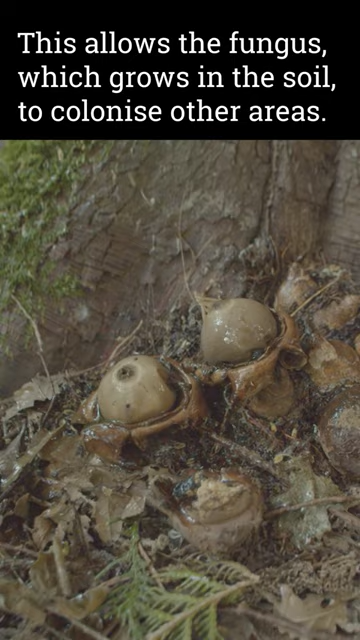 This allows the fungus,
which grows in the soil,
to colonise other areas.